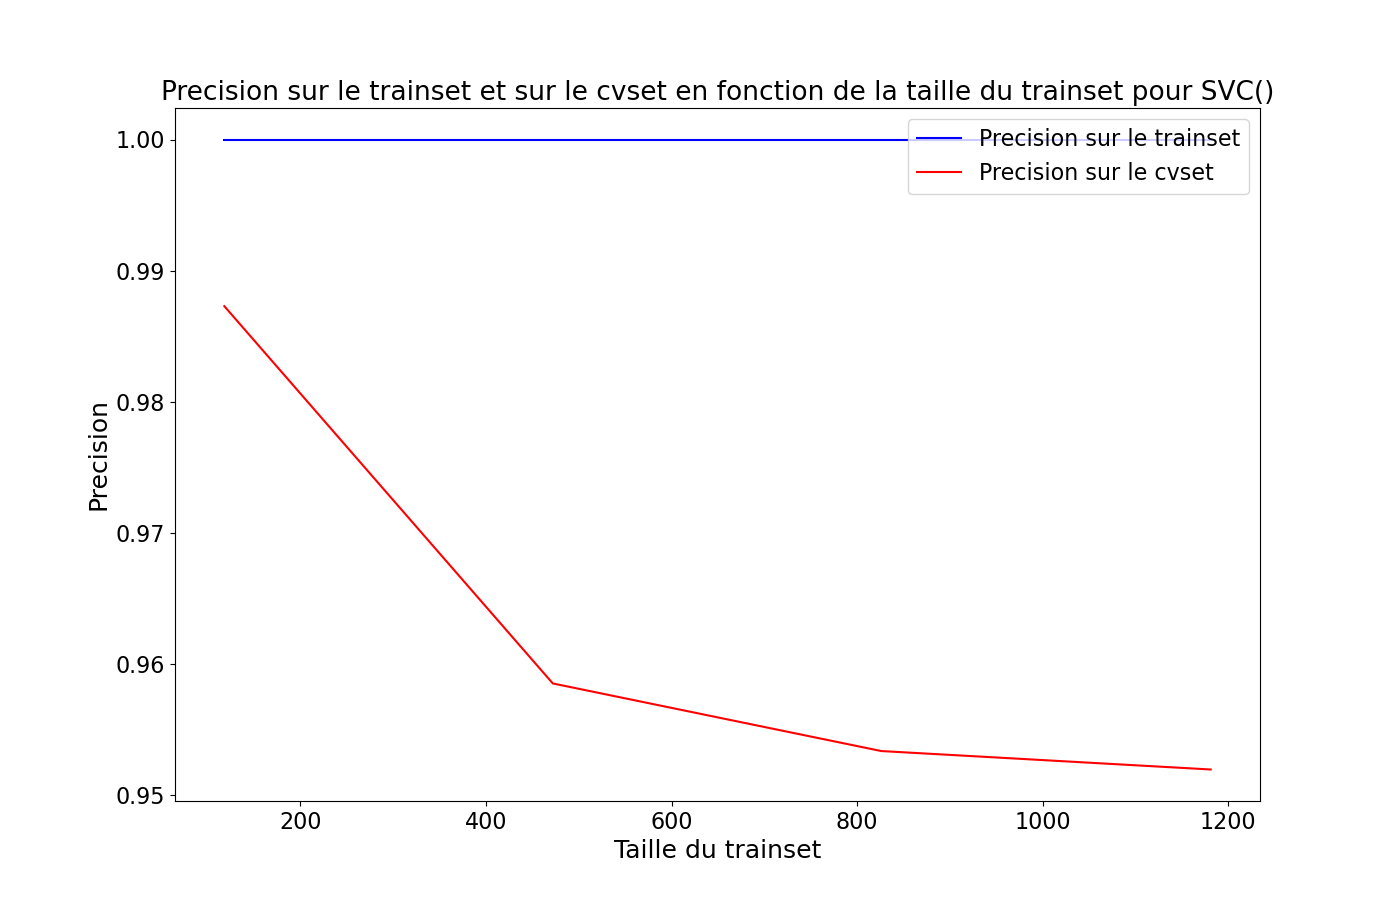 Precision sur le trainset et sur le cvset en fonction de la taille du trainset pour SVC()
Precision sur le trainset
Precision sur le cvset
1.00
0.99
0.98
0.97
0.96
0.95
Precision
200 400 600 800 1000 1200
Taille du trainset